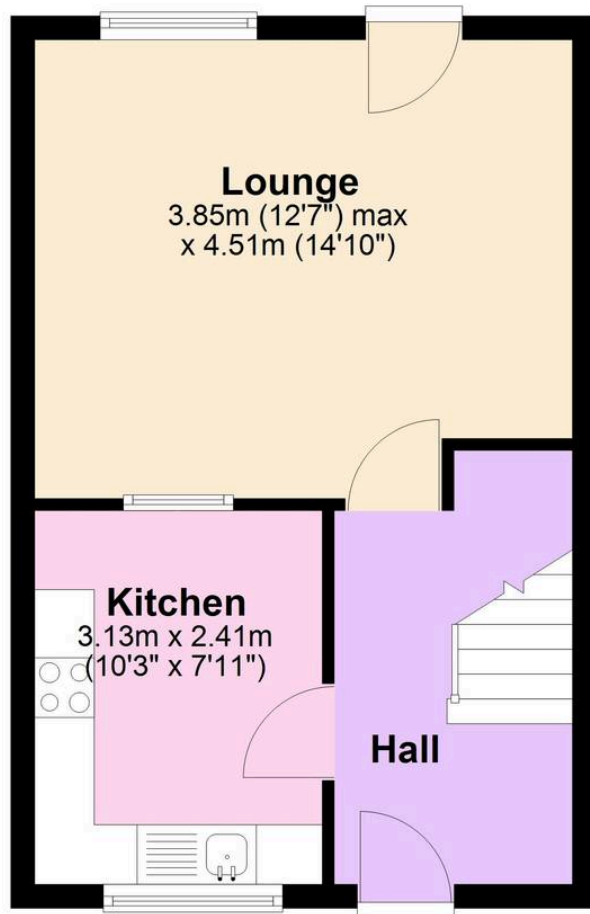 Lounge
3.85m (12'7") max
x 4.51m (14'10")
Kitchen
3.13m x 2.41m
(10'3" x 7'11")
Hall